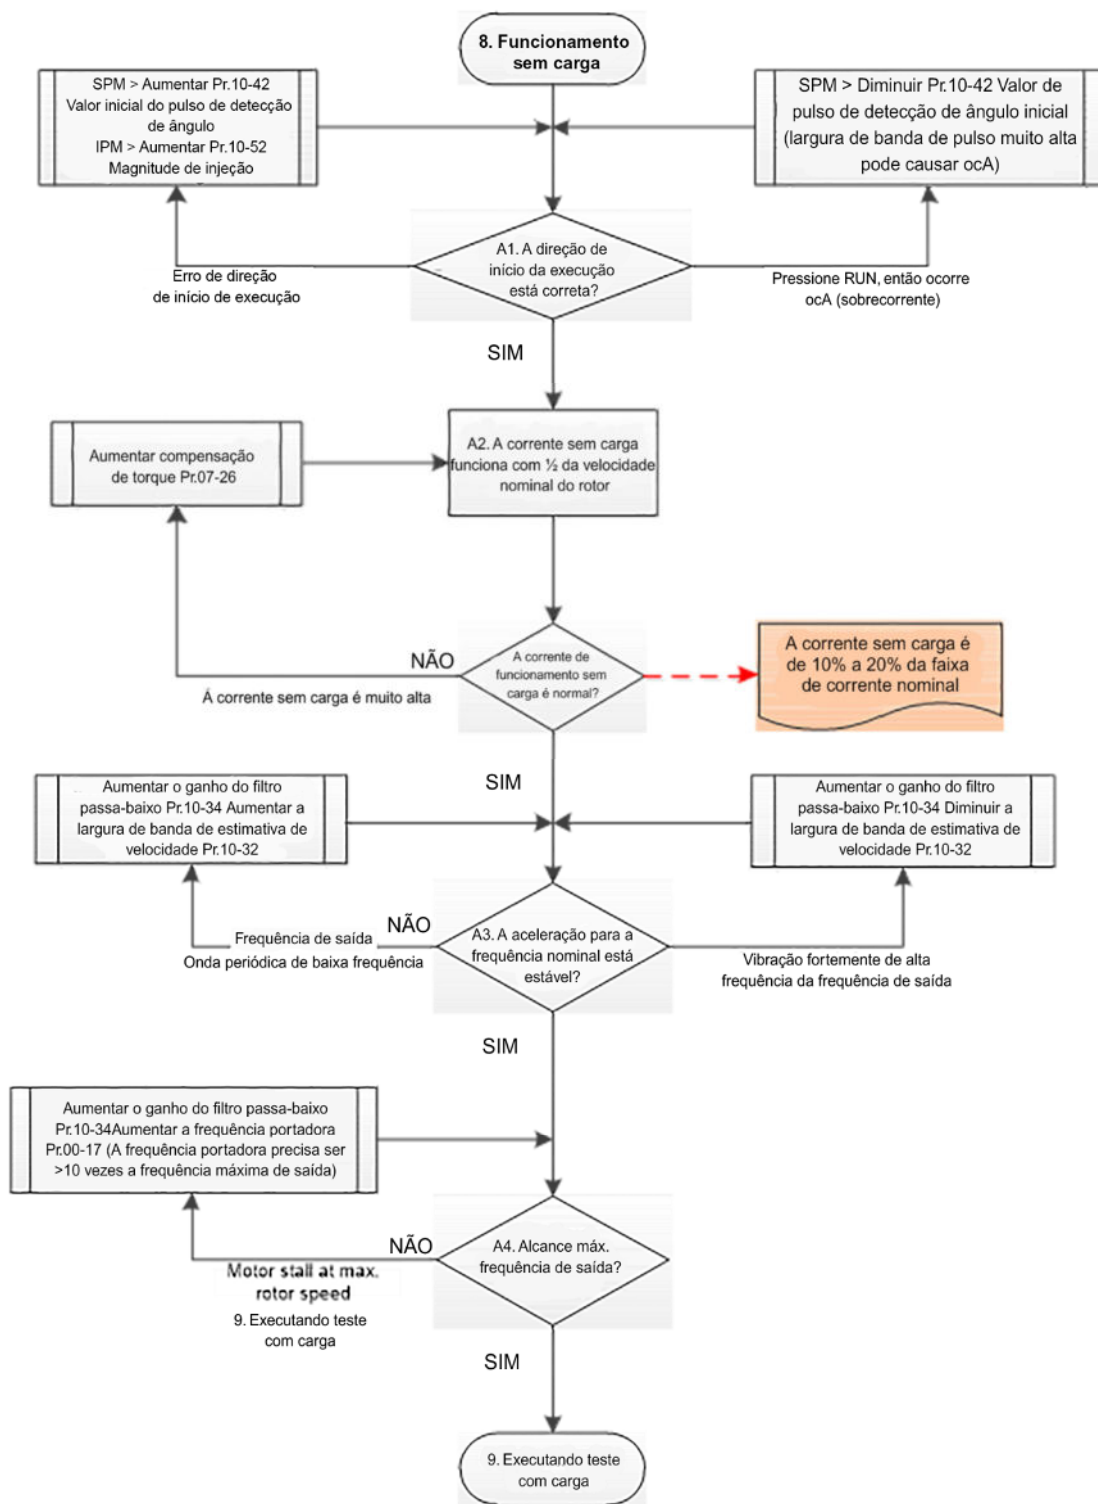 8. Funcionamento
sem carga
SPM > Aumentar Pr.10-42
Valor inicial do pulso de detecção
de ângulo
IPM > Aumentar Pr.10-52
Magnitude de injeção
SPM > Diminuir Pr.10-42 Valor de
pulso de detecção de ângulo inicial
(largura de banda de pulso muito alta
pode causar ocA)
A1. A direção de
início da execução
está correta?
Erro de direção
de início de execução
Pressione RUN, então ocorre
ocA (sobrecorrente)
SIM
Aumentar compensação
de torque Pr.07-26
A2. A corrente sem carga
funciona com ½ da velocidade
nominal do rotor
NÃO
A corrente de
funcionamento sem
carga é normal?
A corrente sem carga é
de 10% a 20% da faixa
de corrente nominal
Á corrente sem carga é muito alta
SIM
Aumentar o ganho do filtro
passa-baixo Pr.10-34 Aumentar a
largura de banda de estimativa de
velocidade Pr.10-32
Aumentar o ganho do filtro
passa-baixo Pr.10-34 Diminuir a
largura de banda de estimativa de
velocidade Pr.10-32
NÃO
Frequência de saída
Onda periódica de baixa frequência
A3. A aceleração para a
frequência nominal está
estável?
Vibração fortemente de alta
frequência da frequência de saída
SIM
Aumentar o ganho do filtro passa-baixo
Pr.10-34Aumentar a frequência portadora
Pr.00-17 (A frequência portadora precisa ser
>10 vezes a frequência máxima de saída)
NÃO
A4. Alcance máx.
frequência de saída?
Motor stall at max.
rotor speed
9. Executando teste
com carga
SIM
9. Executando teste
com carga